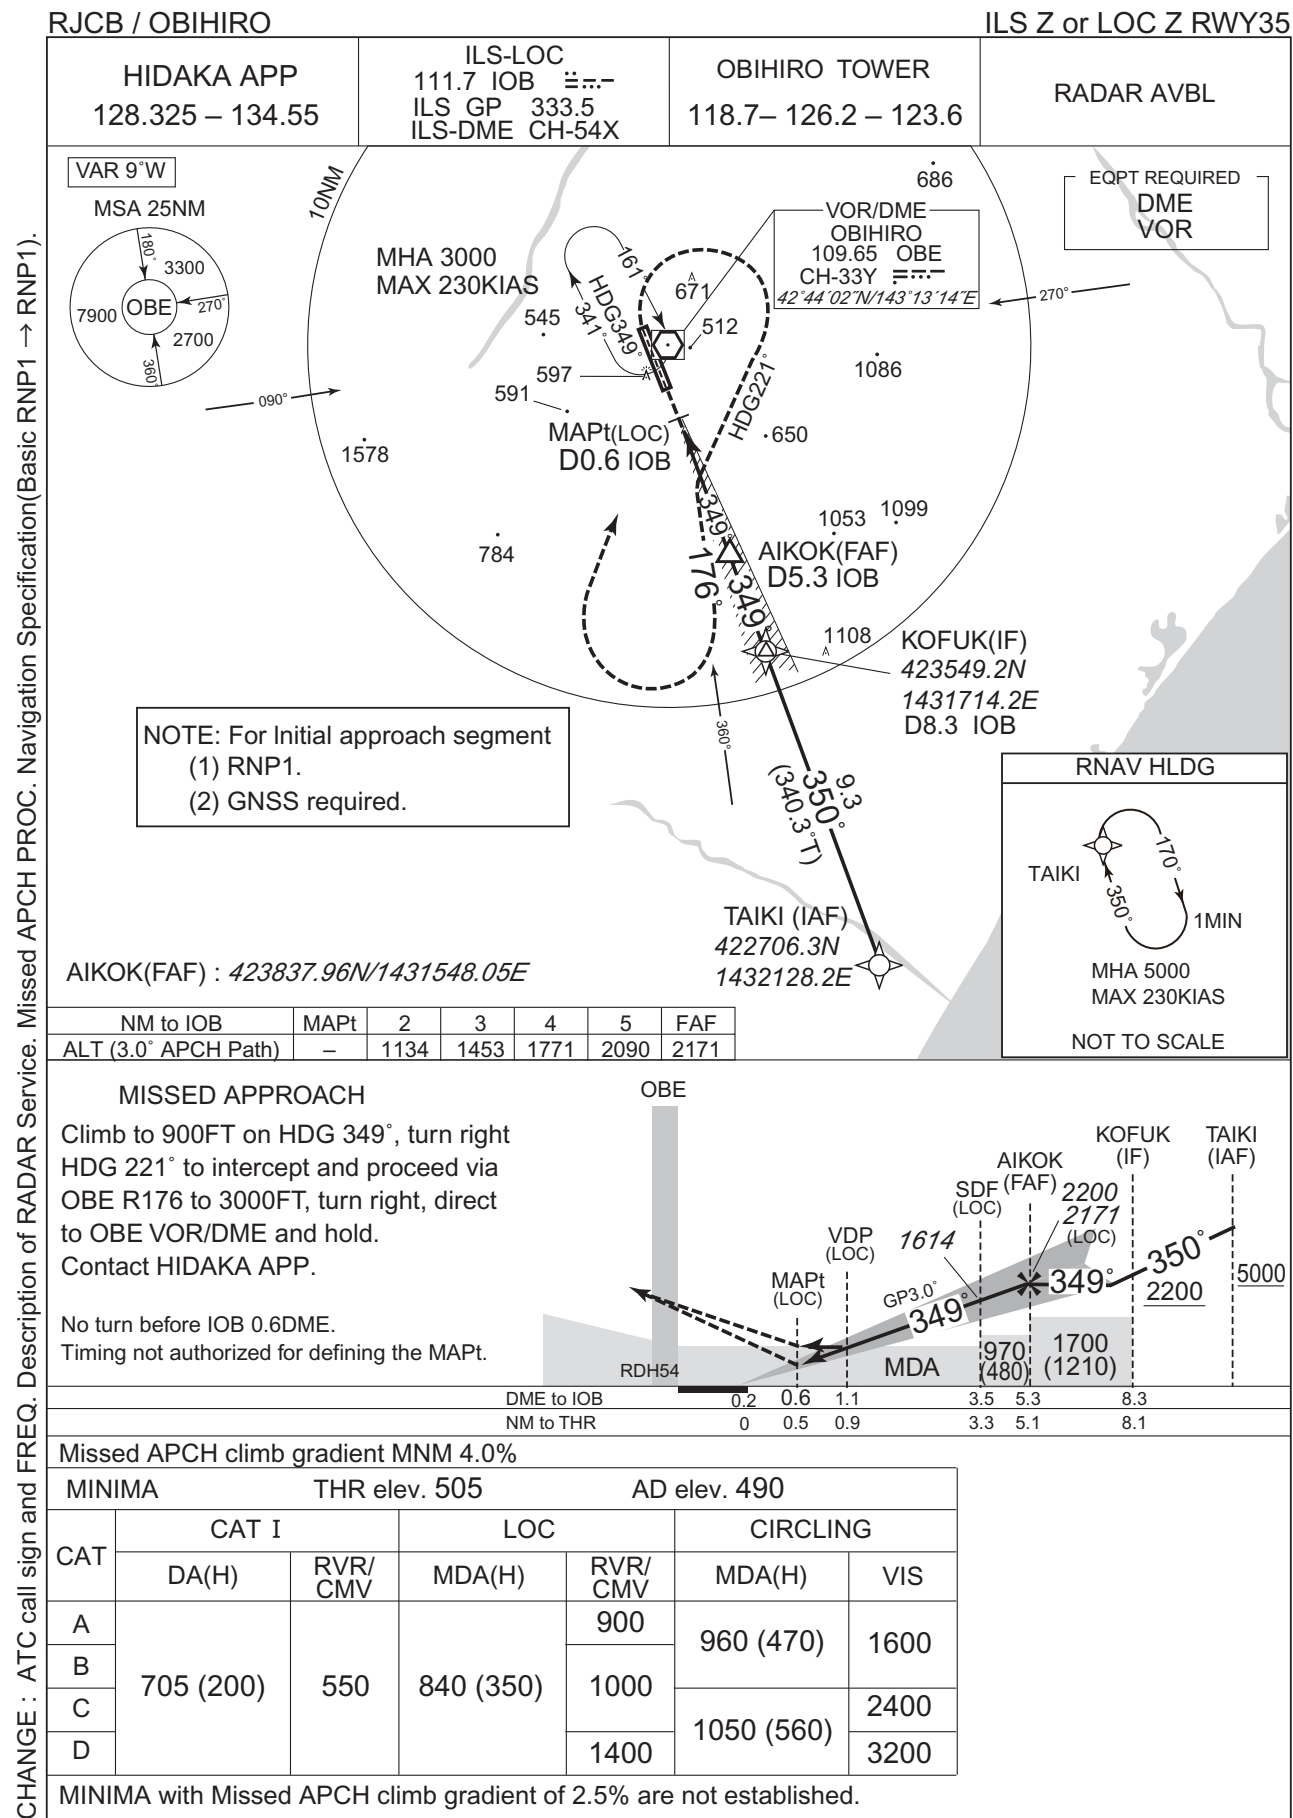 RJCB / OBIHIRO
ILS Z or LOC Z RWY35
HIDAKA APP
128.325 – 134.55
ILS-LOC
111.7 IOB
ILS GP 333.5
ILS-DME CH-54X
OBIHIRO TOWER
118.7– 126.2 – 123.6
RADAR AVBL
VAR 9˚W
MSA 25NM
180˚
3300
OBE
270˚
7900
2700
360˚
10NM
MHA 3000
MAX 230KIAS
161˚
HDG349˚
341˚
671
686
VOR/DME
OBIHIRO
109.65 OBE
CH-33Y
42˚44´02˝N/143˚13´14˝E
EQPT REQUIRED
DME
VOR
270˚
545
512
597
591
1086
090˚
HDG221˚
1578
MAPt(LOC)
D0.6 IOB
650
784
349˚
1053
1099
AIKOK(FAF)
D5.3 IOB
176˚
349˚
1108
KOFUK(IF)
423549.2N
1431714.2E
D8.3 IOB
NOTE: For Initial approach segment
(1) RNP1.
(2) GNSS required.
360˚
9.3
350˚
(340.3˚T)
RNAV HLDG
TAIKI
170˚
350˚
1MIN
MHA 5000
MAX 230KIAS
NOT TO SCALE
TAIKI (IAF)
422706.3N
1432128.2E
AIKOK(FAF) : 423837.96N/1431548.05E
NM to IOB MAPt 2 3 4 5 FAF
ALT (3.0˚ APCH Path) – 1134 1453 1771 2090 2171
MISSED APPROACH
Climb to 900FT on HDG 349˚, turn right
HDG 221˚ to intercept and proceed via
OBE R176 to 3000FT, turn right, direct
to OBE VOR/DME and hold.
Contact HIDAKA APP.
No turn before IOB 0.6DME.
Timing not authorized for defining the MAPt.
OBE
KOFUK
(IF)
TAIKI
(IAF)
AIKOK
(FAF)
SDF
(LOC)
2200
2171
(LOC)
VDP
(LOC)
1614
MAPt
(LOC)
GP3.0˚
349˚
349˚
350˚
2200
5000
RDH54
MDA
970
(480)
1700
(1210)
DME to IOB 0.2 0.6 1.1 3.5 5.3 8.3
NM to THR 0 0.5 0.9 3.3 5.1 8.1
Missed APCH climb gradient MNM 4.0%
MINIMA THR elev. 505 AD elev. 490
CAT CAT I LOC CIRCLING
DA(H) RVR/CMV MDA(H) RVR/CMV MDA(H) VIS
A 705 (200) 550 840 (350) 900 960 (470) 1600
B 1000
C 1050 (560) 2400
D 1400 3200
MINIMA with Missed APCH climb gradient of 2.5% are not established.
CHANGE : ATC call sign and FREQ. Description of RADAR Service. Missed APCH PROC. Navigation Specification(Basic RNP1 → RNP1).